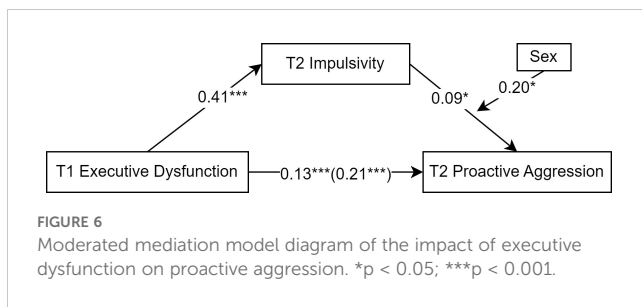 T2 Impulsivity
Sex
0.41***
0.09*
0.20*
T1 Executive Dysfunction
0.13***(0.21***)
T2 Proactive Aggression
FIGURE 6
Moderated mediation model diagram of the impact of executive
dysfunction on proactive aggression. *p < 0.05; ***p < 0.001.